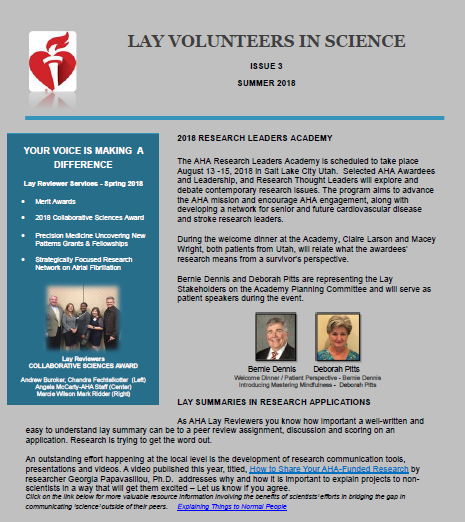 LAY VOLUNTEERS IN SCIENCE
ISSUE 3
SUMMER 2018
YOUR VOICE IS MAKING A
DIFFERENCE
Lay Reviewer Services - Spring 2018
• Merit Awards
• 2018 Collaborative Sciences Award
• Precision Medicine Uncovering New
Patterns Grants & Fellowships
• Strategically Focused Research
Network on Atrial Fibrillation
Lay Reviewers
COLLABORATIVE SCIENCES AWARD
Andrew Buroker, Chandra Fechtelkotter (Left)
Angela McCarty-AHA Staff (Center)
Marcie Wilson Mark Ridder (Right)
2018 RESEARCH LEADERS ACADEMY
The AHA Research Leaders Academy is scheduled to take place
August 13 -15, 2018 in Salt Lake City Utah. Selected AHA Awardees
and Leadership, and Research Thought Leaders will explore and
debate contemporary research issues. The program aims to advance
the AHA mission and encourage AHA engagement, along with
developing a network for senior and future cardiovascular disease
and stroke research leaders.
During the welcome dinner at the Academy, Claire Larson and Macey
Wright, both patients from Utah, will relate what the awardees'
research means from a survivor's perspective.
Bernie Dennis and Deborah Pitts are representing the Lay
Stakeholders on the Academy Planning Committee and will serve as
patient speakers during the event.
Bernie Dennis Deborah Pitts
Welcome Dinner / Patient Perspective - Bernie Dennis
Introducing Mastering Mindfulness - Deborah Pitts
LAY SUMMARIES IN RESEARCH APPLICATIONS
As AHA Lay Reviewers you know how important a well-written and
easy to understand lay summary can be to a peer review assignment, discussion and scoring on an
application. Research is trying to get the word out.
An outstanding effort happening at the local level is the development of research communication tools,
presentations and videos. A video published this year, titled, How to Share Your AHA-Funded Research by
researcher Georgia Papavasiliou, Ph.D. addresses why and how it is important to explain projects to non-
scientists in a way that will get them excited – Let us know if you agree.
Click on the link below for more valuable resource information involving the benefits of scientists' efforts in bridging the gap in
communicating 'science' outside of their peers. Explaining Things to Normal People